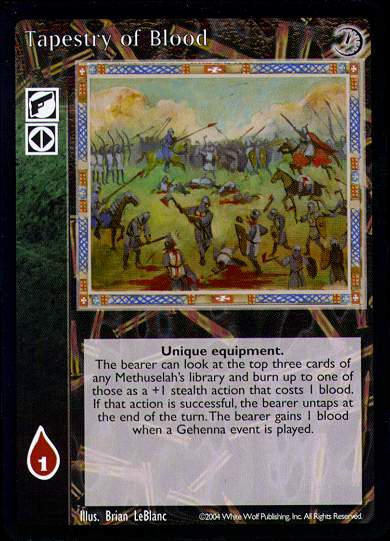 Tapestry of Blood
Unique equipment.
The bearer can look at the top three cards of
any Methuselah's library and burn up to one of
those as a +1 stealth action that costs 1 blood.
If that action is successful, the bearer untaps at
the end of the turn. The bearer gains 1 blood
when a Gehenna event is played.
1
Illus. Brian LeBlanc ©2004 White Wolf Publishing, Inc. All Rights Reserved.